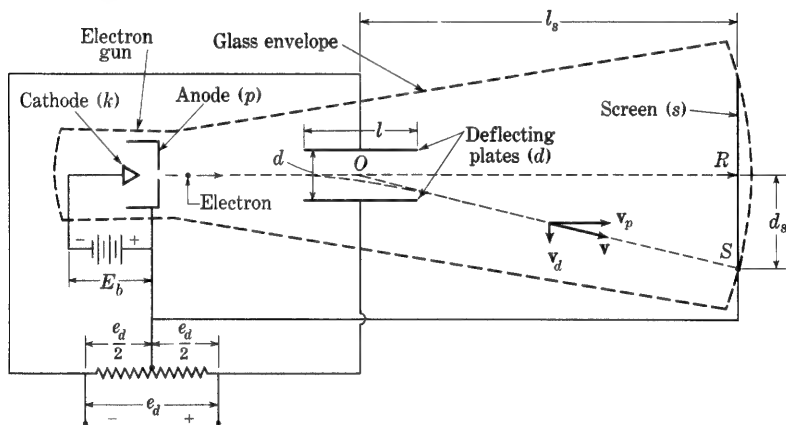 l_s
Electron
gun
Glass envelope
Cathode (k)
Anode (p)
Screen (s)
l
Deflecting
plates (d)
d
O
R
Electron
d_s
v_p
v_d
v
S
- +
E_b
e_d/2
e_d/2
e_d
- +